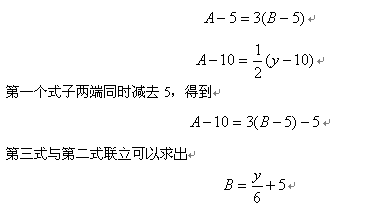 A−5=3(B−5)↵
A−10=\frac{1}{2}(y−10)↵
第一个式子两端同时减去 5，得到↵
A−10=3(B−5)−5↵
第三式与第二式联立可以求出↵
B=\frac{y}{6}+5↵